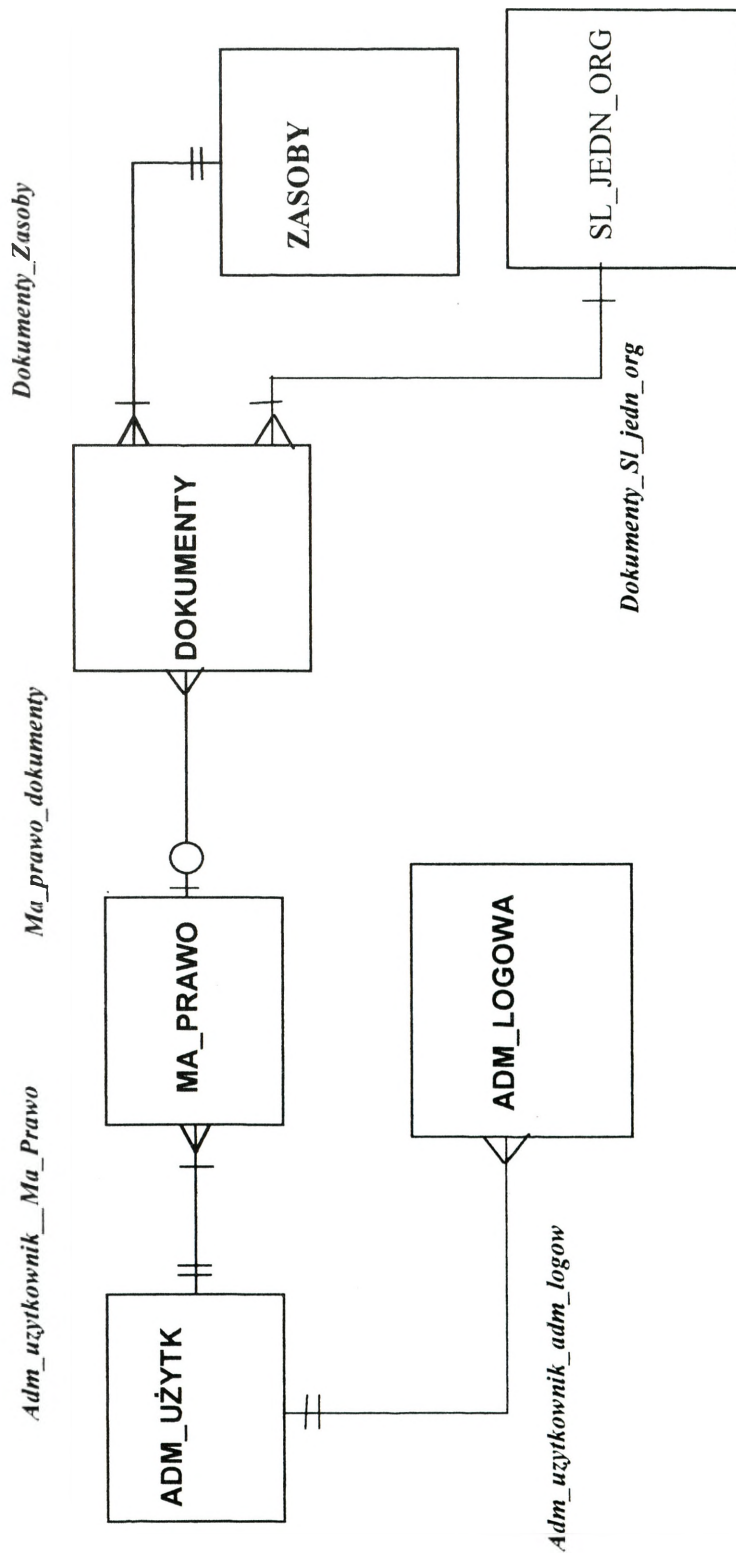 Adm_uzytkownik__Ma_Prawo
Ma_prawo_dokumenty
Dokumenty_Zasoby
ADM_UŻYTK
MA_PRAWO
DOKUMENTY
ZASOBY
ADM_LOGOWA
SL_JEDN_ORG
Adm_uzytkownik_adm_logow
Dokumenty_Sl_jedn_org